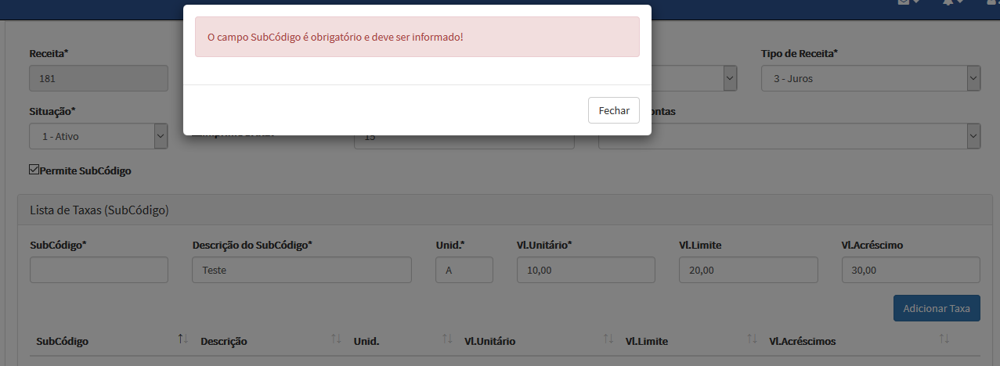 O campo SubCódigo é obrigatório e deve ser informado!
Fechar
Receita*
Tipo de Receita*
181
3 - Juros
Situação*
ontas
1 - Ativo
15
Permite SubCódigo
Lista de Taxas (SubCódigo)
SubCódigo* Descrição do SubCódigo* Unid.* Vl.Unitário* Vl.Limite Vl.Acréscimo
Teste A 10,00 20,00 30,00
Adicionar Taxa
SubCódigo Descrição Unid. Vl.Unitário Vl.Limite Vl.Acréscimos